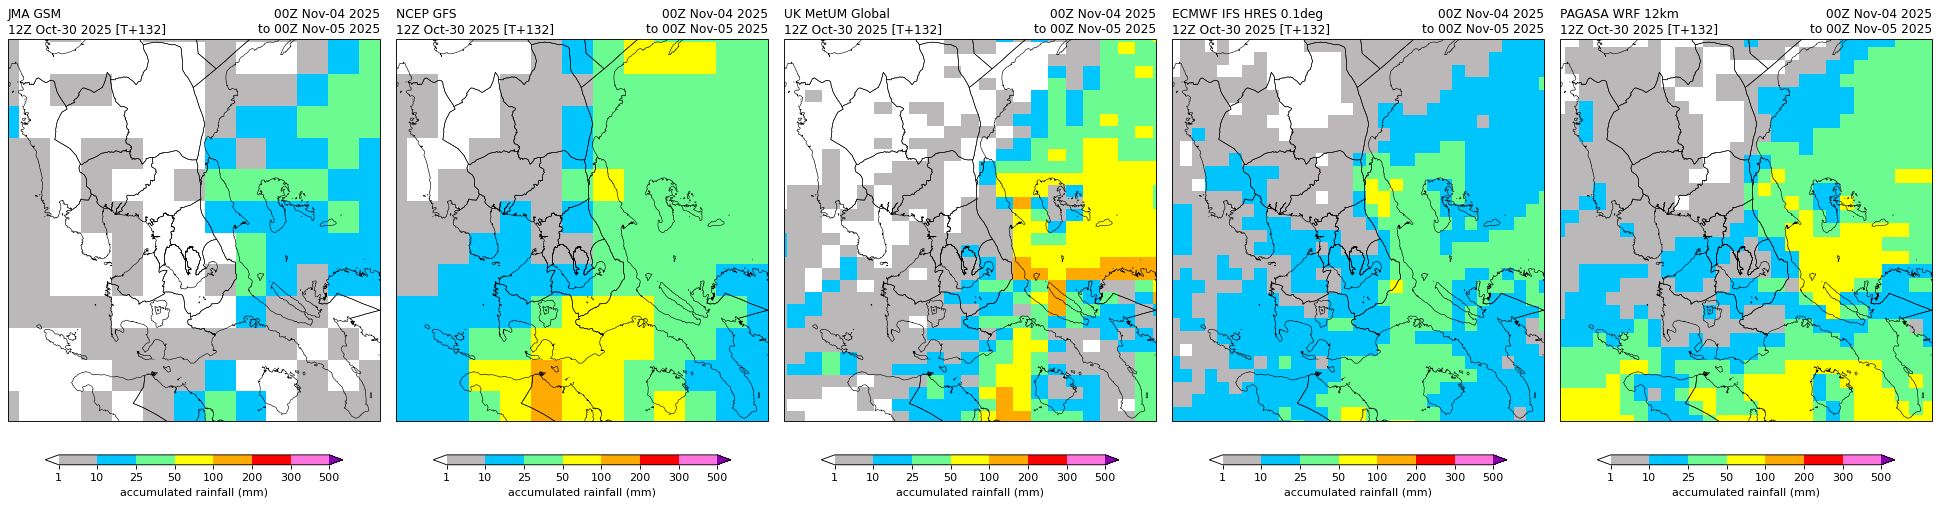 JMA GSM 00Z Nov-04 2025
12Z Oct-30 2025 [T+132] to 00Z Nov-05 2025
1 10 25 50 100 200 300 500
accumulated rainfall (mm)
NCEP GFS 00Z Nov-04 2025
12Z Oct-30 2025 [T+132] to 00Z Nov-05 2025
1 10 25 50 100 200 300 500
accumulated rainfall (mm)
UK MetUM Global 00Z Nov-04 2025
12Z Oct-30 2025 [T+132] to 00Z Nov-05 2025
1 10 25 50 100 200 300 500
accumulated rainfall (mm)
ECMWF IFS HRES 0.1deg 00Z Nov-04 2025
12Z Oct-30 2025 [T+132] to 00Z Nov-05 2025
1 10 25 50 100 200 300 500
accumulated rainfall (mm)
PAGASA WRF 12km 00Z Nov-04 2025
12Z Oct-30 2025 [T+132] to 00Z Nov-05 2025
1 10 25 50 100 200 300 500
accumulated rainfall (mm)